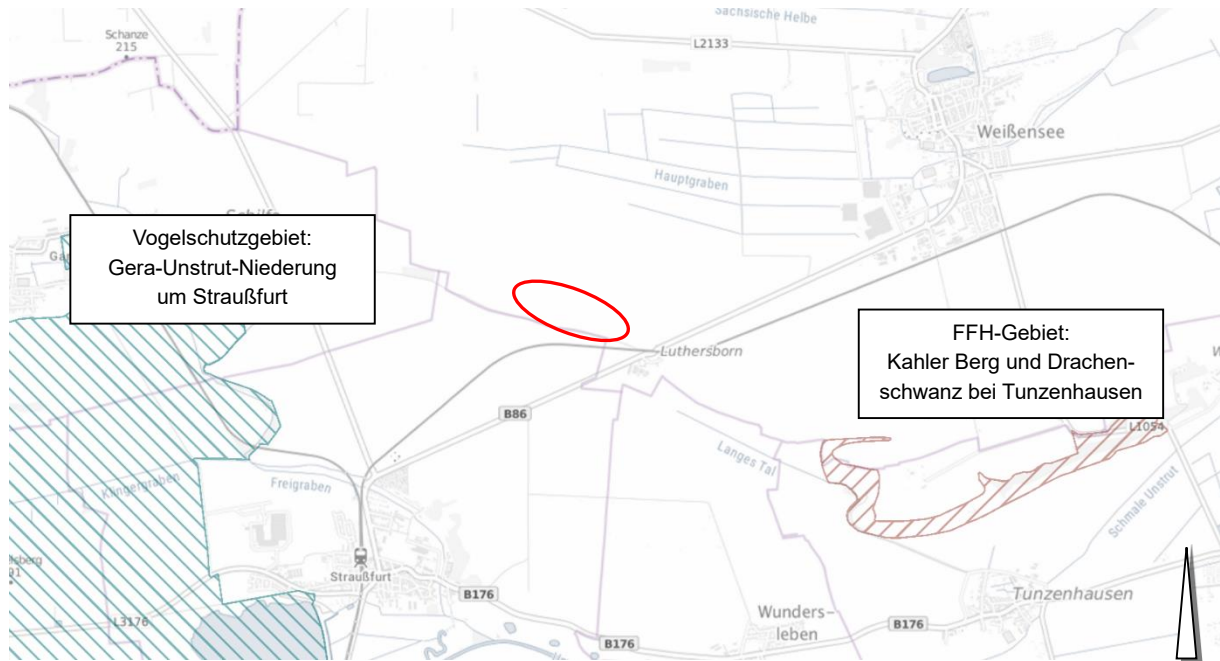 Sächsische Helbe
Schanze
215
L2133
Weißensee
Hauptgraben
Vogelschutzgebiet:
Gera-Unstrut-Niederung
um Straußfurt
Luthersborn
FFH-Gebiet:
Kahler Berg und Drachen-
schwanz bei Tunzenhausen
B86
L1054
Langes Tal
Klingergraben
Freigraben
Schmale Unstrut
Straußfurt
B176
L3176
Wunders-
leben
B176
Tunzenhausen
B176